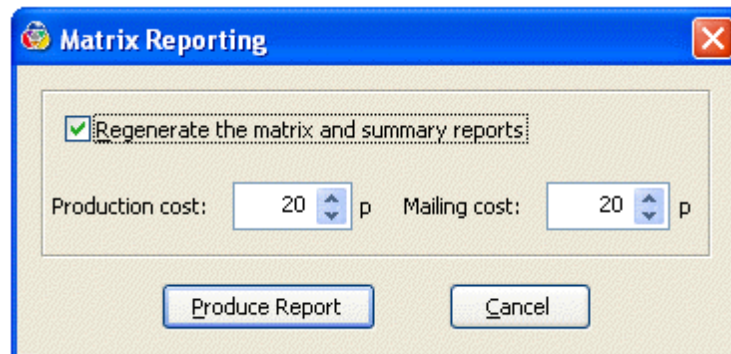 Matrix Reporting
Regenerate the matrix and summary reports
Production cost: 20 p Mailing cost: 20 p
Produce Report Cancel